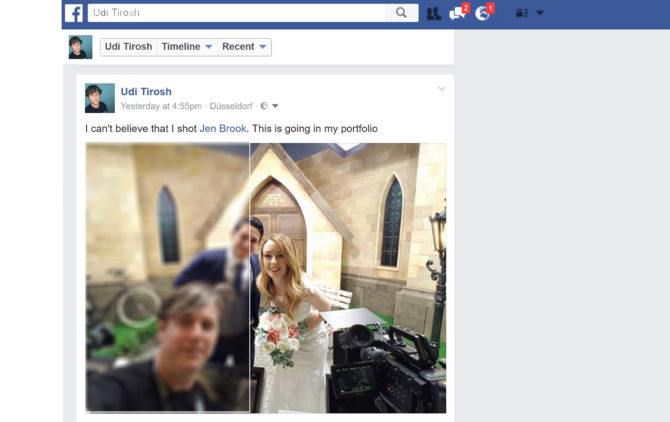 f
Udi Tirosh
2
1
Udi Tirosh Timeline Recent
Udi Tirosh
Yesterday at 4:55pm · Düsseldorf ·
I can't believe that I shot Jen Brook. This is going in my portfolio